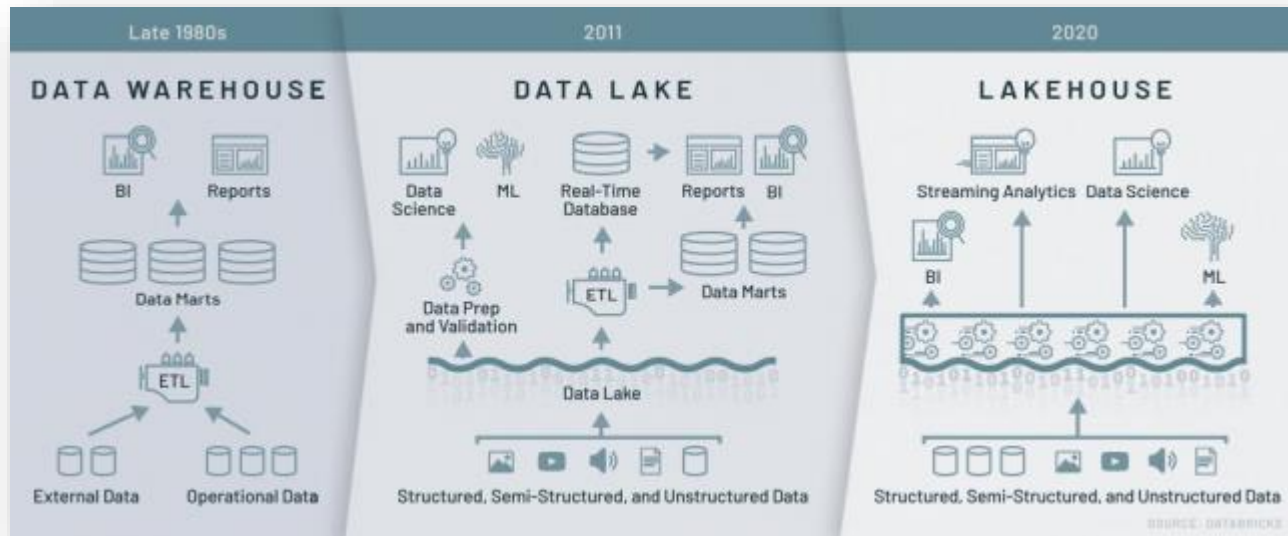 Late 1980s
DATA WAREHOUSE
BI
Reports
Data Marts
ETL
External Data
Operational Data
2011
DATA LAKE
Data
Science
ML
Real-Time
Database
Reports
BI
Data Prep
and Validation
ETL
Data Marts
Data Lake
Structured, Semi-Structured, and Unstructured Data
2020
LAKEHOUSE
Streaming Analytics
Data Science
BI
ML
Structured, Semi-Structured, and Unstructured Data
SOURCE: DATABRICKS